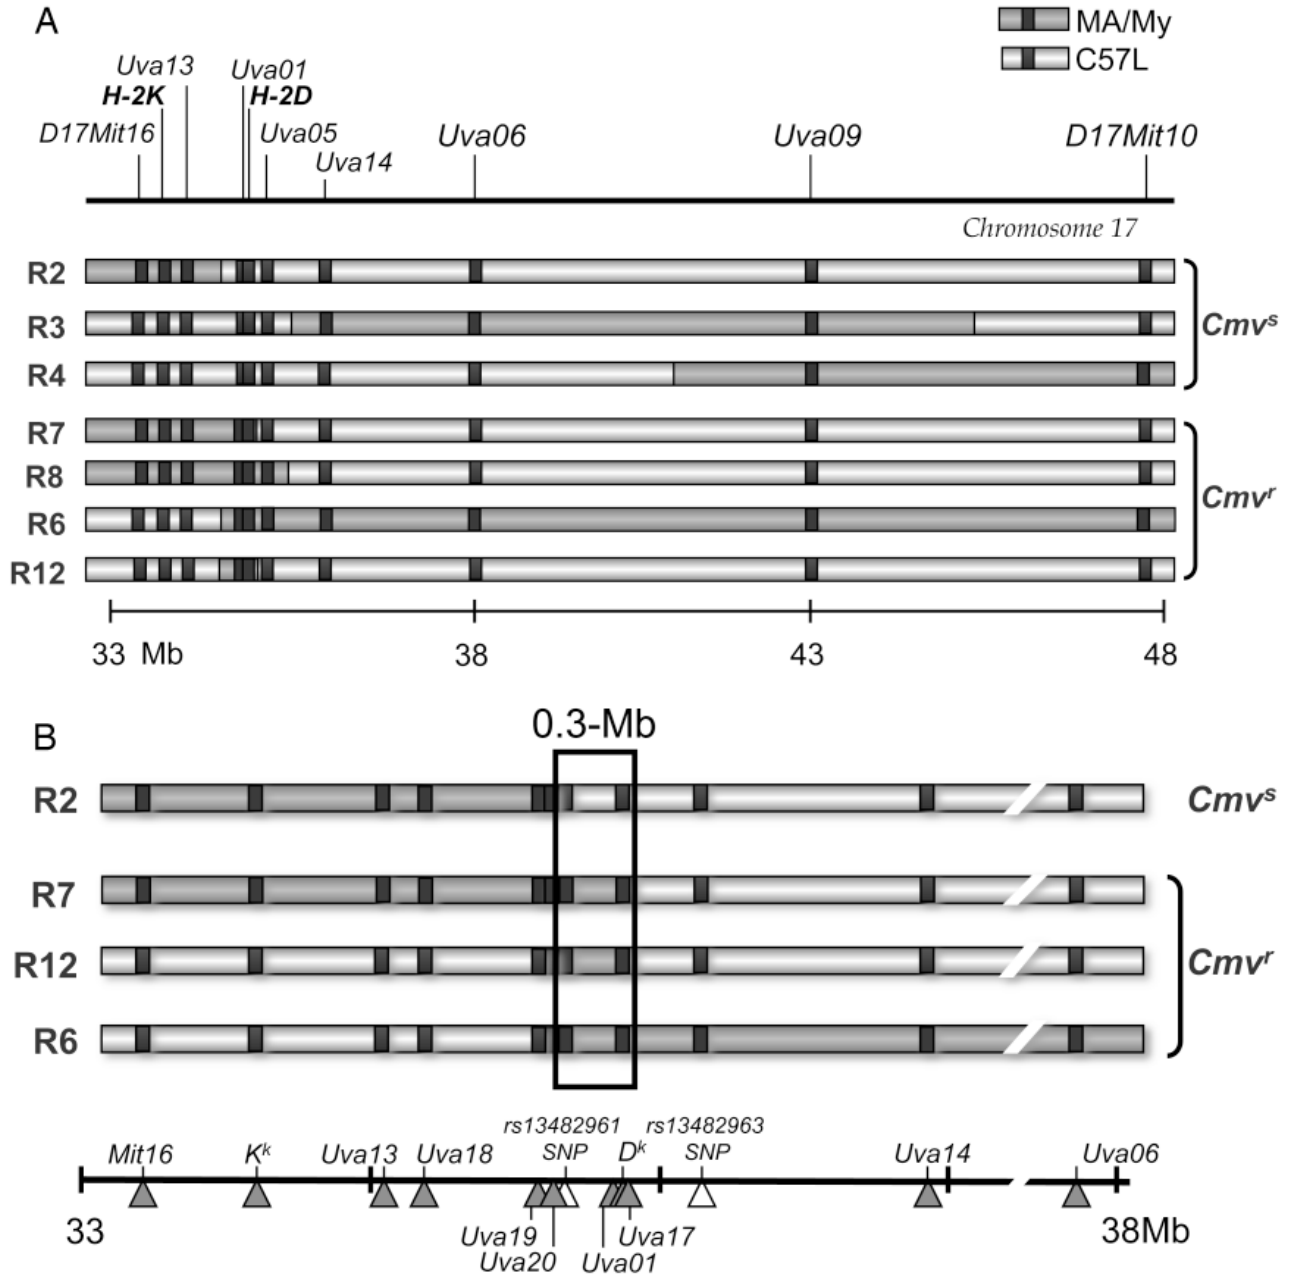 A
MA/My
C57L
Uva13
Uva01
H-2K
H-2D
D17Mit16
Uva05
Uva06
Uva09
D17Mit10
Uva14
Chromosome 17
R2
R3
Cmvˢ
R4
R7
R8
Cmvʳ
R6
R12
33 Mb
38
43
48
B
0.3-Mb
R2
Cmvˢ
R7
R12
Cmvʳ
R6
rs13482961
rs13482963
Mit16
Kᵏ
Uva13
Uva18
SNP
Dᵏ
SNP
Uva14
Uva06
33
Uva19
Uva17
38Mb
Uva20
Uva01